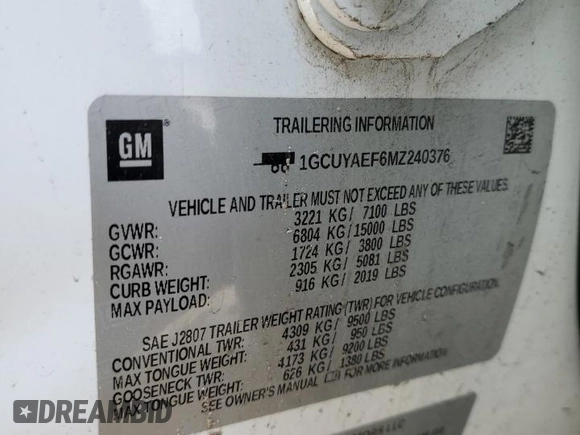 GM
TRAILERING INFORMATION
1GCUYAEF6MZ240376
VEHICLE AND TRAILER MUST NOT EXCEED ANY OF THESE VALUES.
GVWR: 3221 KG/ 7100 LBS
GCWR: 6804 KG/15000 LBS
RGAWR: 1724 KG/ 3800 LBS
CURB WEIGHT: 2305 KG/ 5081 LBS
MAX PAYLOAD: 916 KG/ 2019 LBS
SAE J2807 TRAILER WEIGHT RATING (TWR) FOR VEHICLE CONFIGURATION.
CONVENTIONAL TWR: 4309 KG/ 9500 LBS
MAX TONGUE WEIGHT: 431 KG/ 950 LBS
GOOSENECK TWR: 4173 KG/ 9200 LBS
MAX TONGUE WEIGHT: 626 KG/ 1380 LBS
SEE OWNER'S MANUAL FOR MORE INFORMATION
LLC
DREAMBID